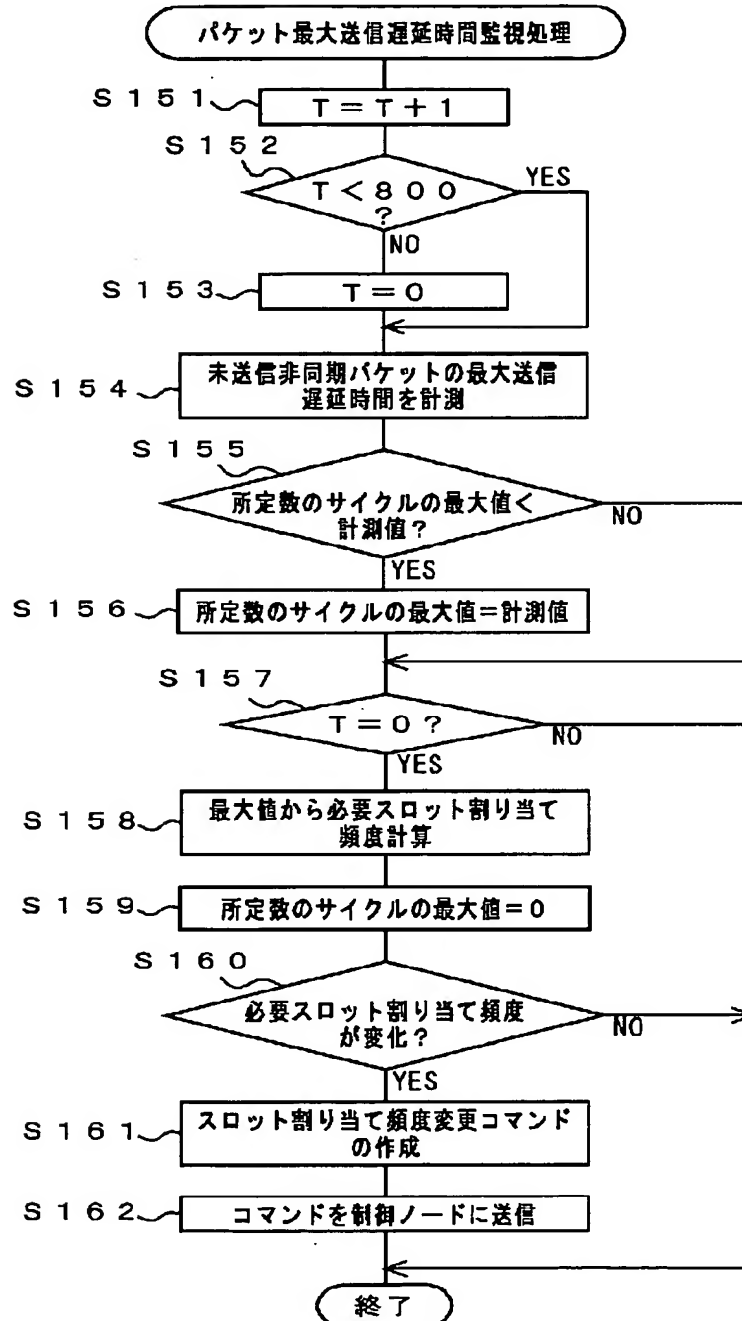 パケット最大送信遅延時間監視処理
S151
T=T+1
S152
T<800
?
YES
NO
S153
T=0
S154
未送信非同期パケットの最大送信
遅延時間を計測
S155
所定数のサイクルの最大値<
計測値?
NO
YES
S156
所定数のサイクルの最大値=計測値
S157
T=0?
NO
YES
S158
最大値から必要スロット割り当て
頻度計算
S159
所定数のサイクルの最大値=0
S160
必要スロット割り当て頻度
が変化?
NO
YES
S161
スロット割り当て頻度変更コマンド
の作成
S162
コマンドを制御ノードに送信
終了